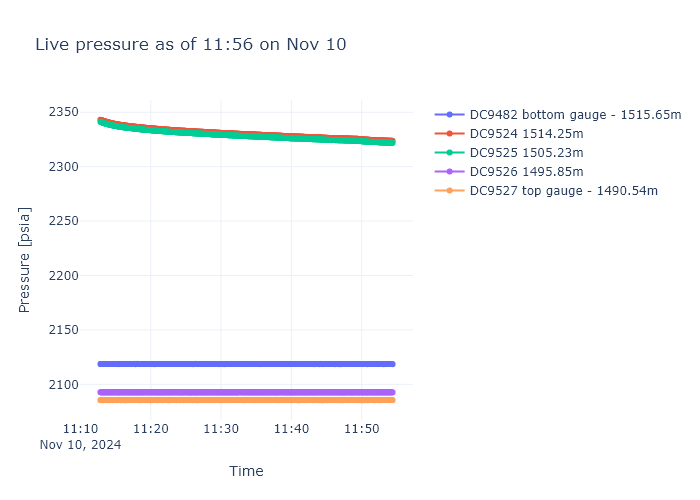 Live pressure as of 11:56 on Nov 10
DC9482 bottom gauge - 1515.65m
DC9524 1514.25m
DC9525 1505.23m
DC9526 1495.85m
DC9527 top gauge - 1490.54m
Pressure [psia]
2350
2300
2250
2200
2150
2100
11:10 11:20 11:30 11:40 11:50
Nov 10, 2024
Time